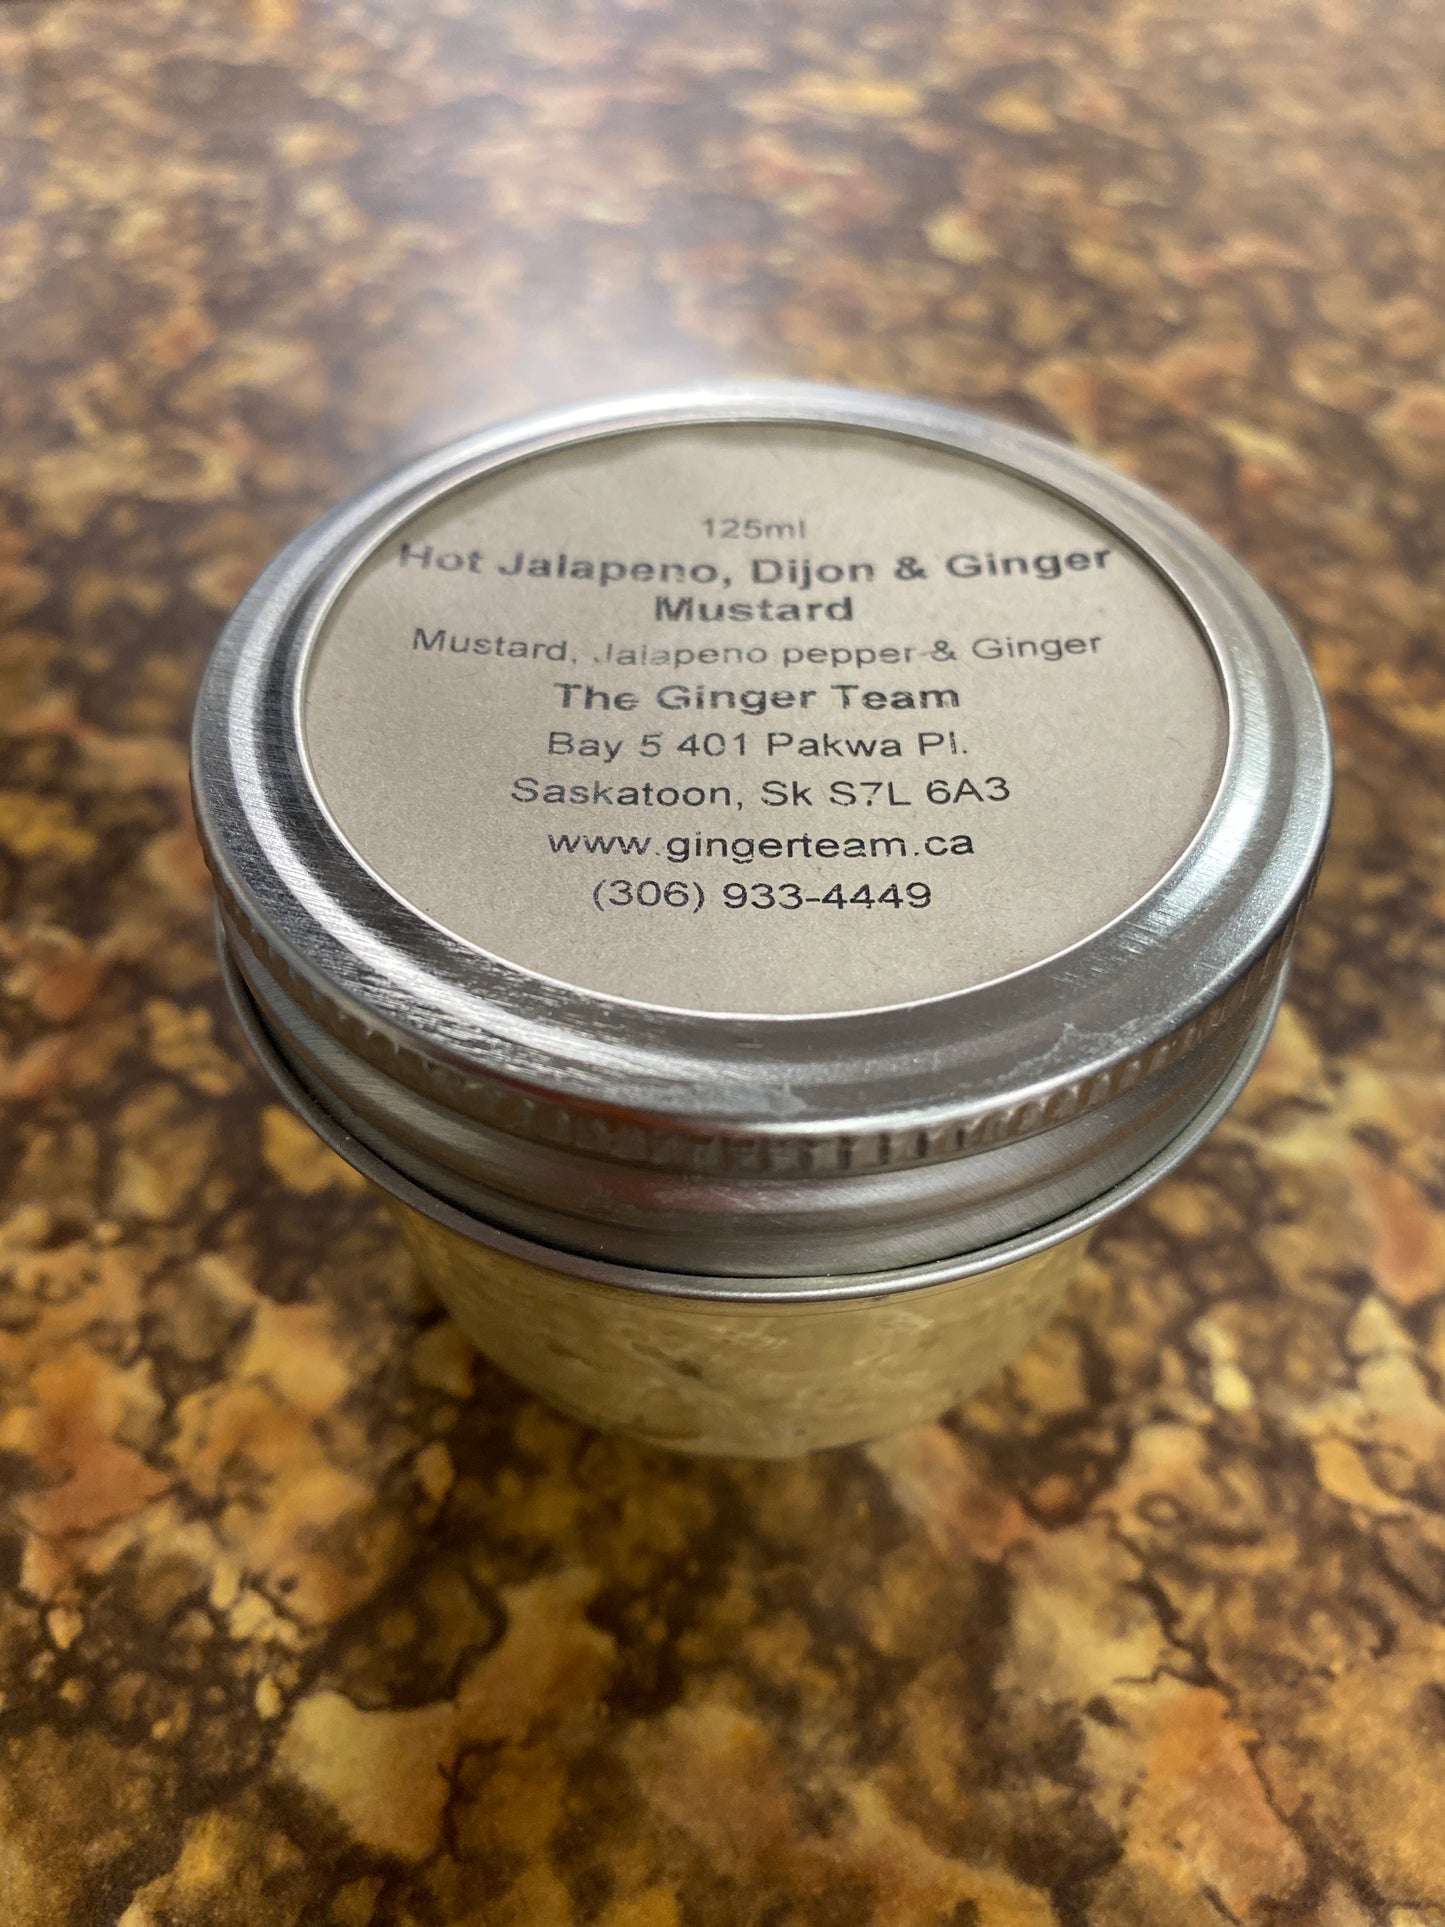 125ml
Hot Jalapeno, Dijon & Ginger
Mustard
Mustard, Jalapeno pepper & Ginger
The Ginger Team
Bay 5 401 Pakwa Pl.
Saskatoon, Sk S7L 6A3
www.gingerteam.ca
(306) 933-4449